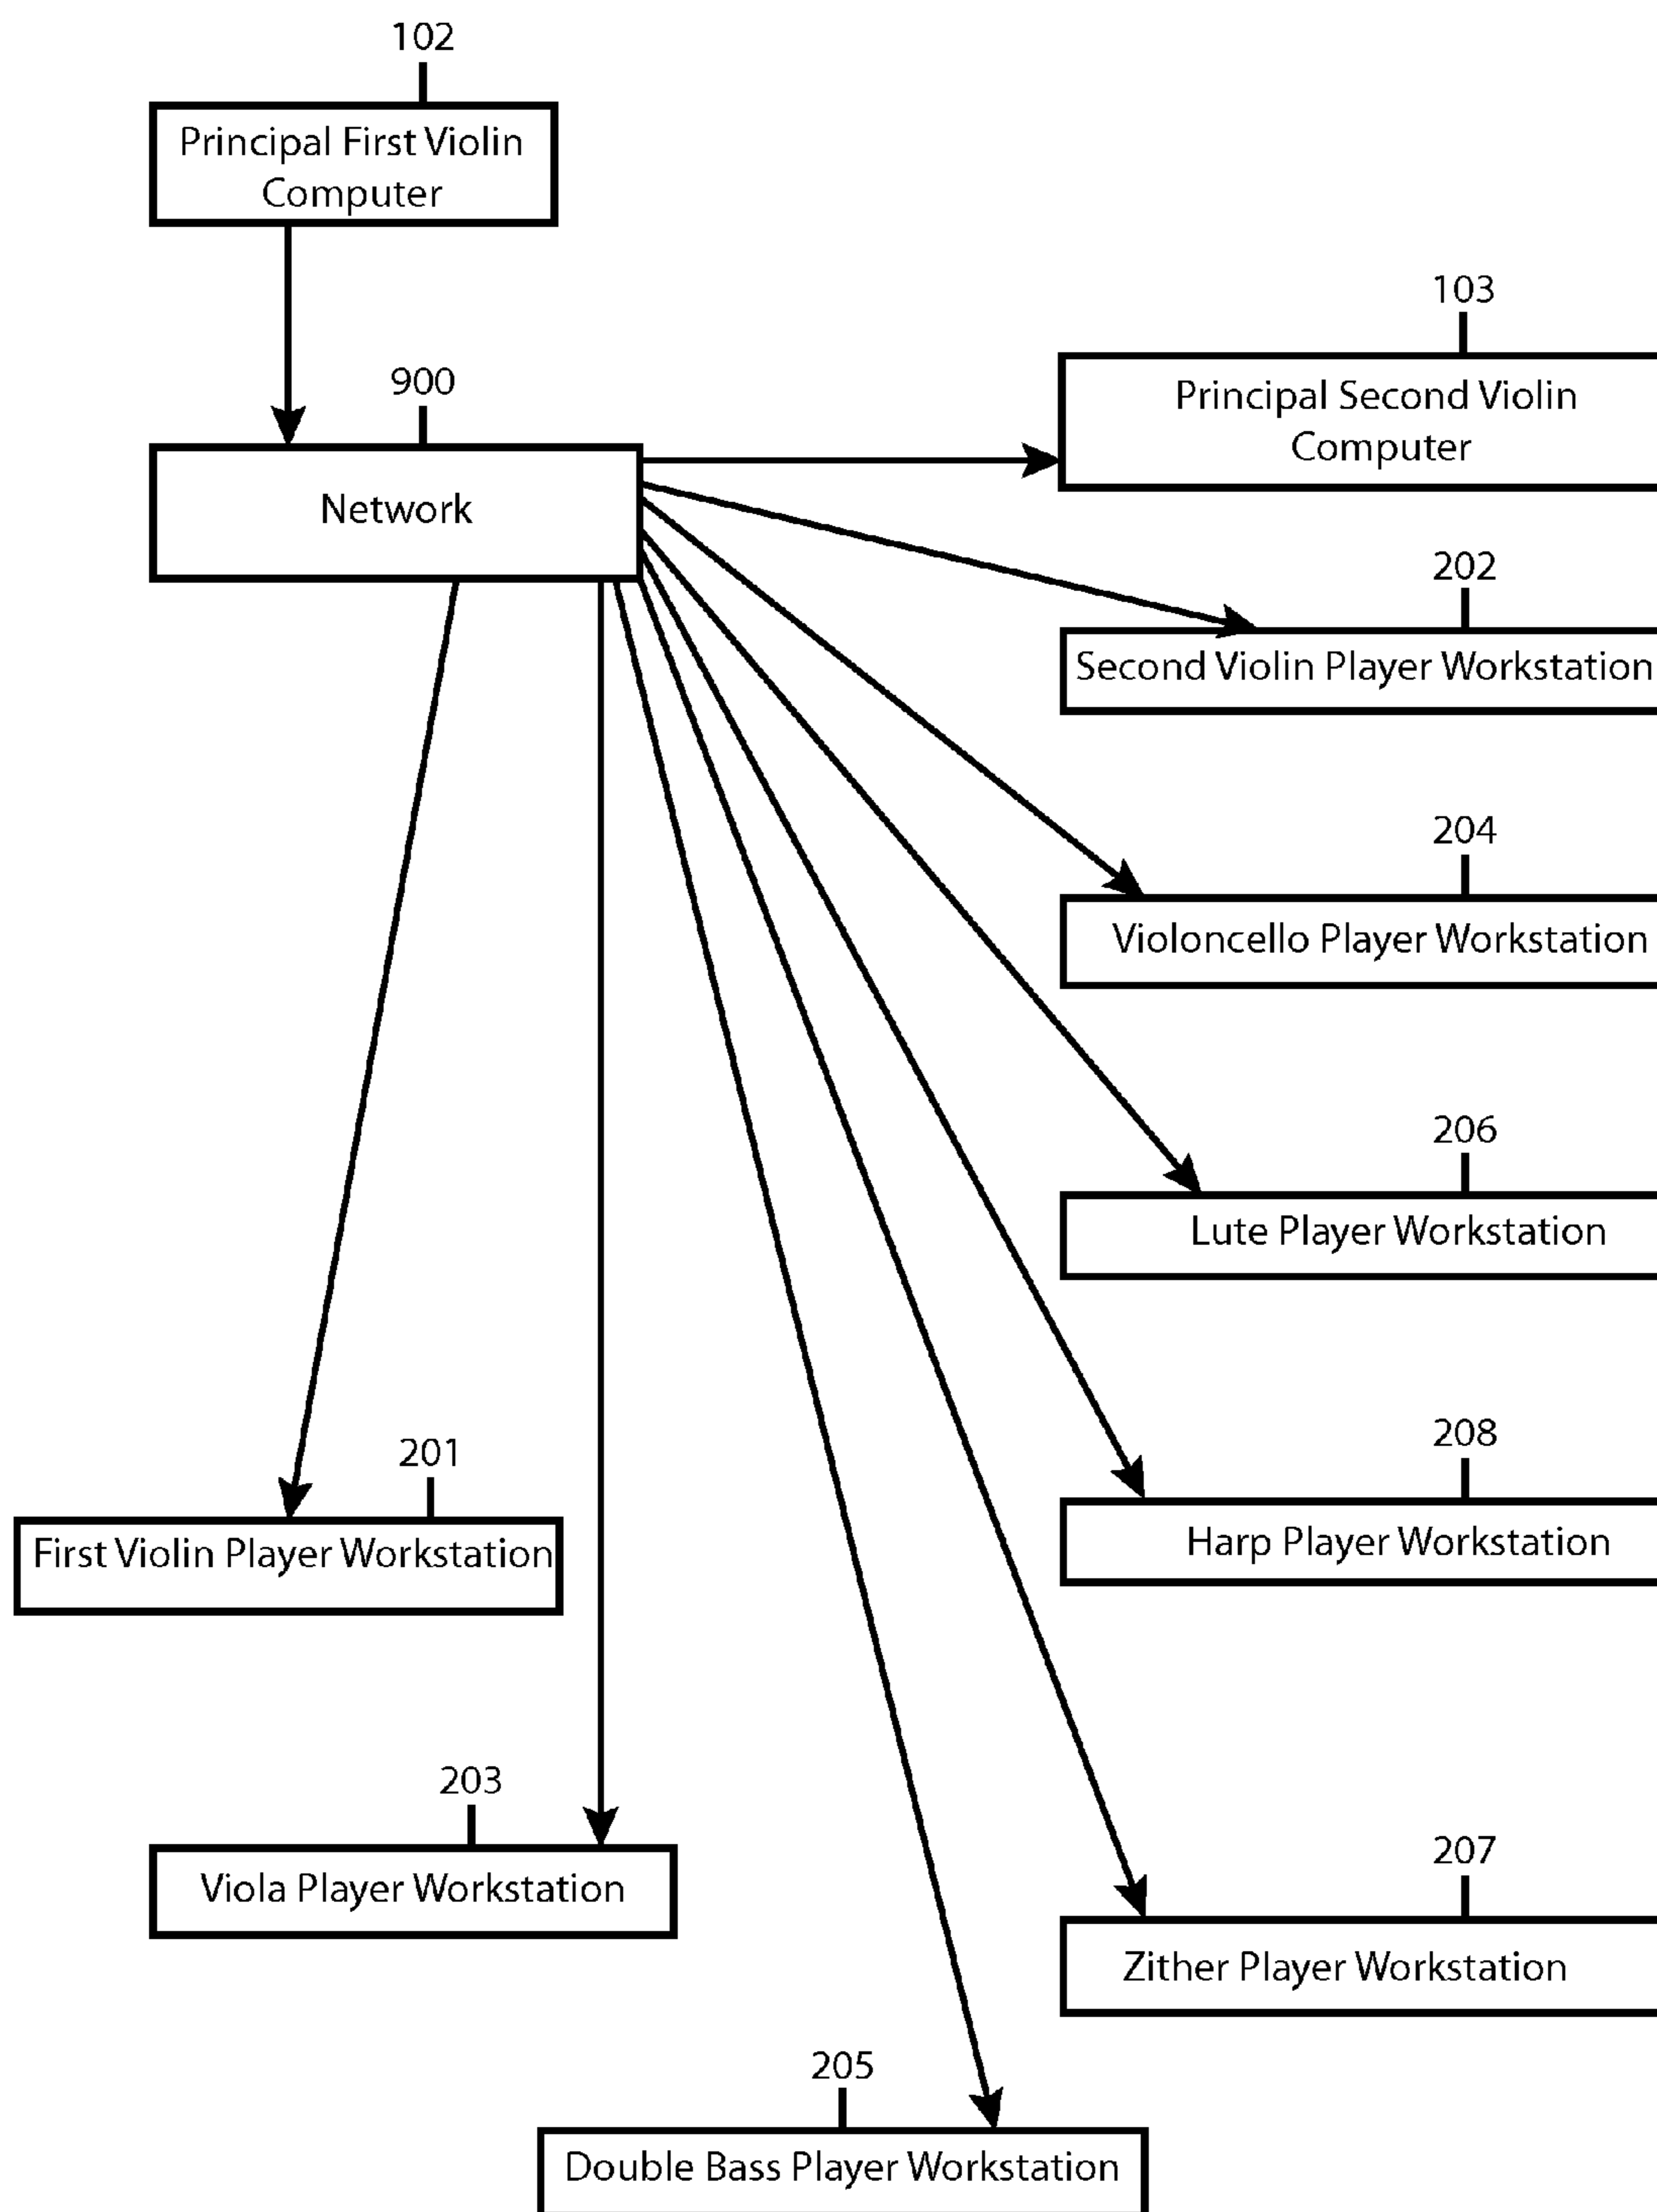 102
Principal First Violin
Computer
103
Principal Second Violin
Computer
900
Network
202
Second Violin Player Workstation
204
Violoncello Player Workstation
206
Lute Player Workstation
208
Harp Player Workstation
201
First Violin Player Workstation
203
Viola Player Workstation
207
Zither Player Workstation
205
Double Bass Player Workstation